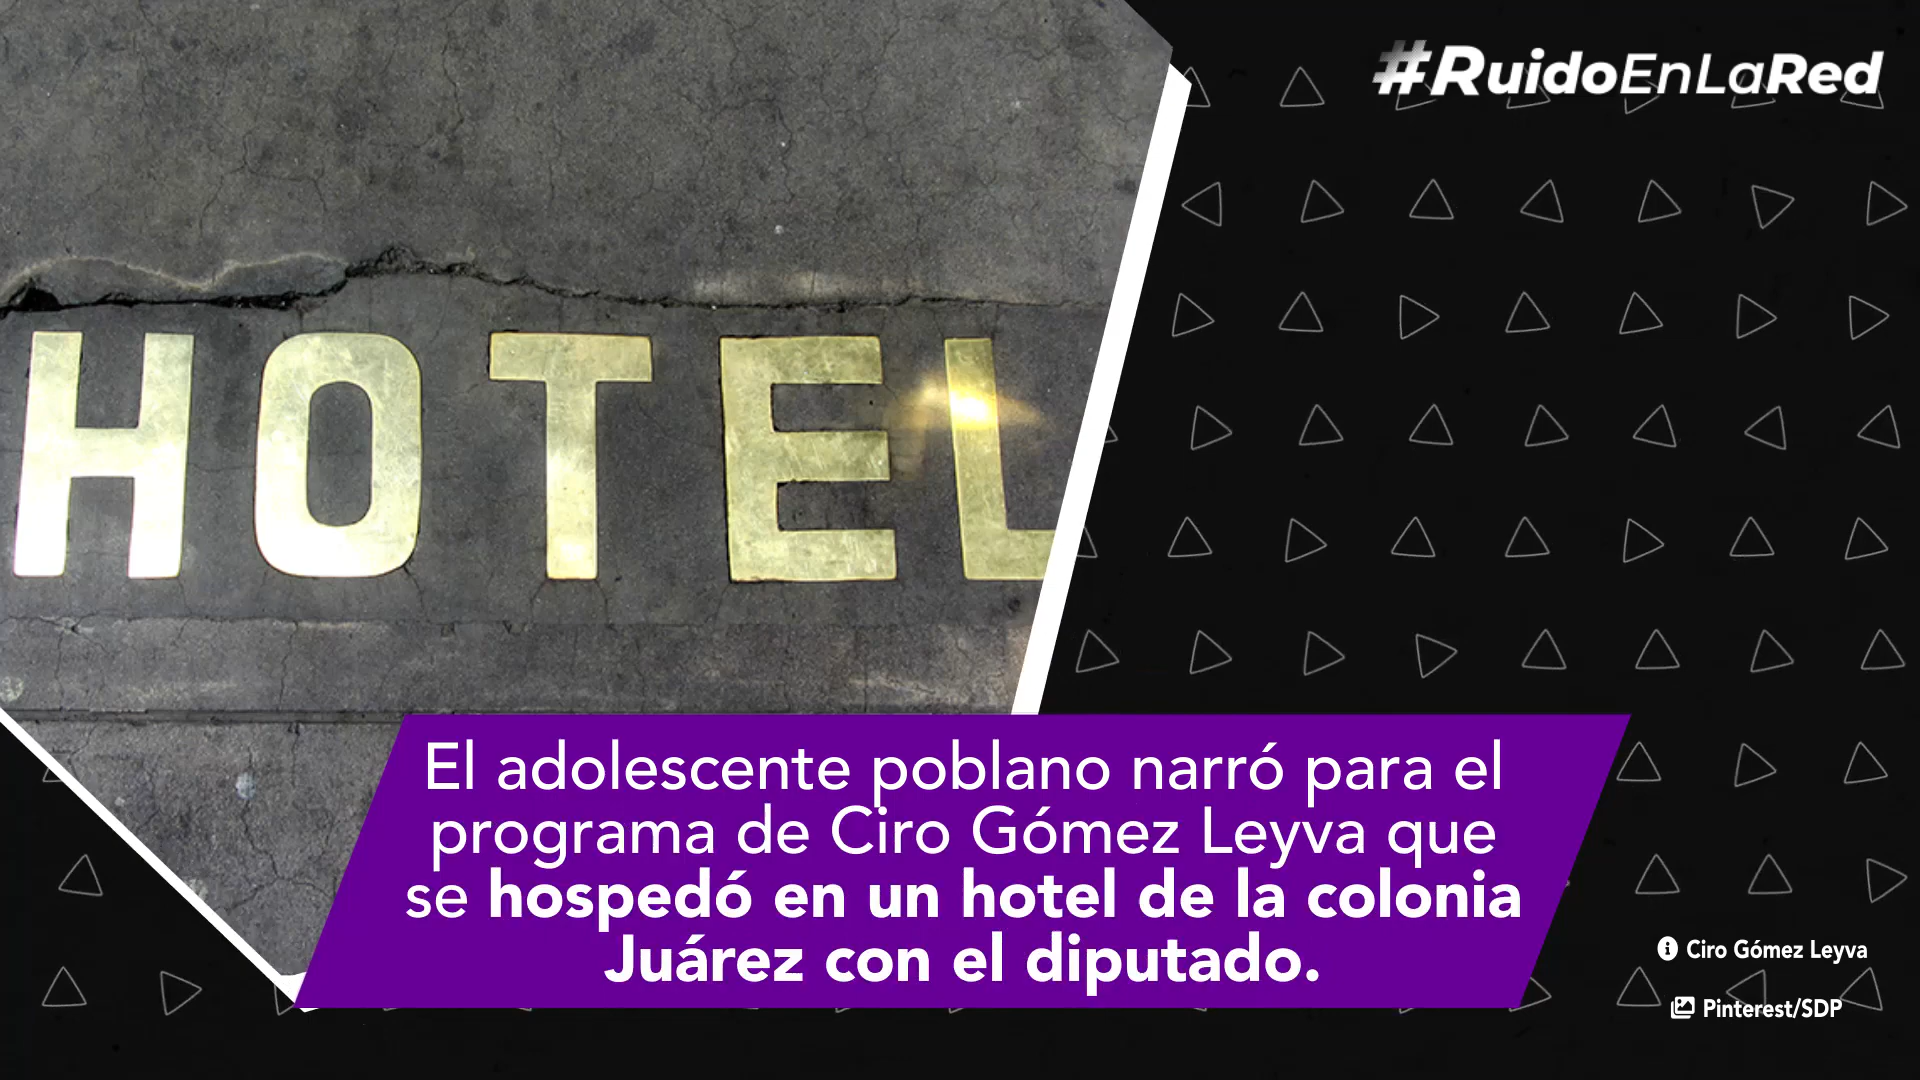 #RuidoEnLaRed
HOTEL
El adolescente poblano narró para el
programa de Ciro Gómez Leyva que
se hospedó en un hotel de la colonia
Juárez con el diputado.
Ciro Gómez Leyva
Pinterest/SDP